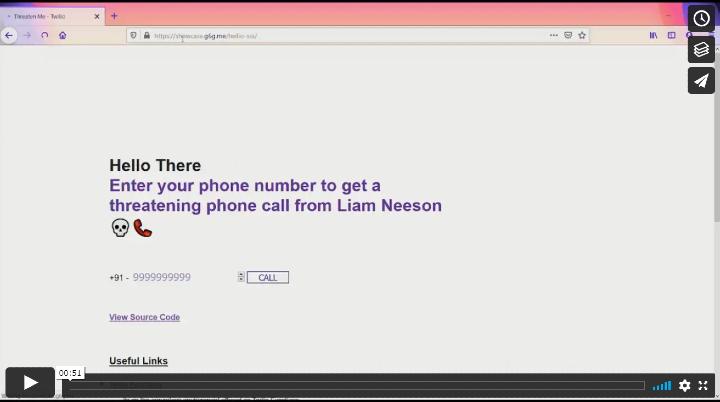 Threaten Me - Twilio
https://showcase.g6g.me/twilio-sia/
Hello There
Enter your phone number to get a
threatening phone call from Liam Neeson
+91 - 9999999999
CALL
View Source Code
Useful Links
00:51